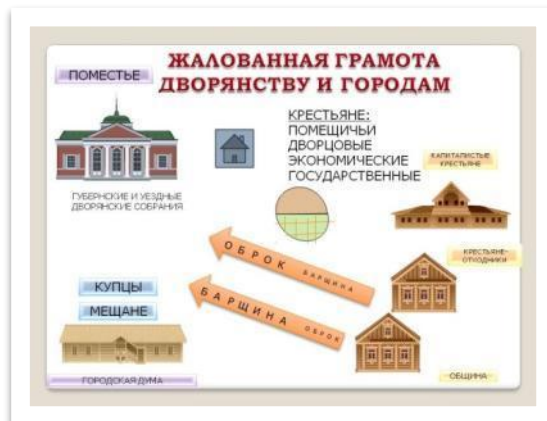 ЖАЛОВАННАЯ ГРАМОТА
ДВОРЯНСТВУ И ГОРОДАМ
ПОМЕСТЬЕ
КРЕСТЬЯНЕ:
ПОМЕЩИЧЬИ
ДВОРЦОВЫЕ
ЭКОНОМИЧЕСКИЕ
ГОСУДАРСТВЕННЫЕ
КАПИТАЛИСТЫЕ
КРЕСТЬЯНЕ
ГУБЕРНСКИЕ И УЕЗДНЫЕ
ДВОРЯНСКИЕ СОБРАНИЯ
КРЕСТЬЯНЕ-
ОТХОДНИКИ
ОБРОК БАРЩИНА
БАРЩИНА ОБРОК
КУПЦЫ
МЕЩАНЕ
ГОРОДСКАЯ ДУМА
ОБЩИНА